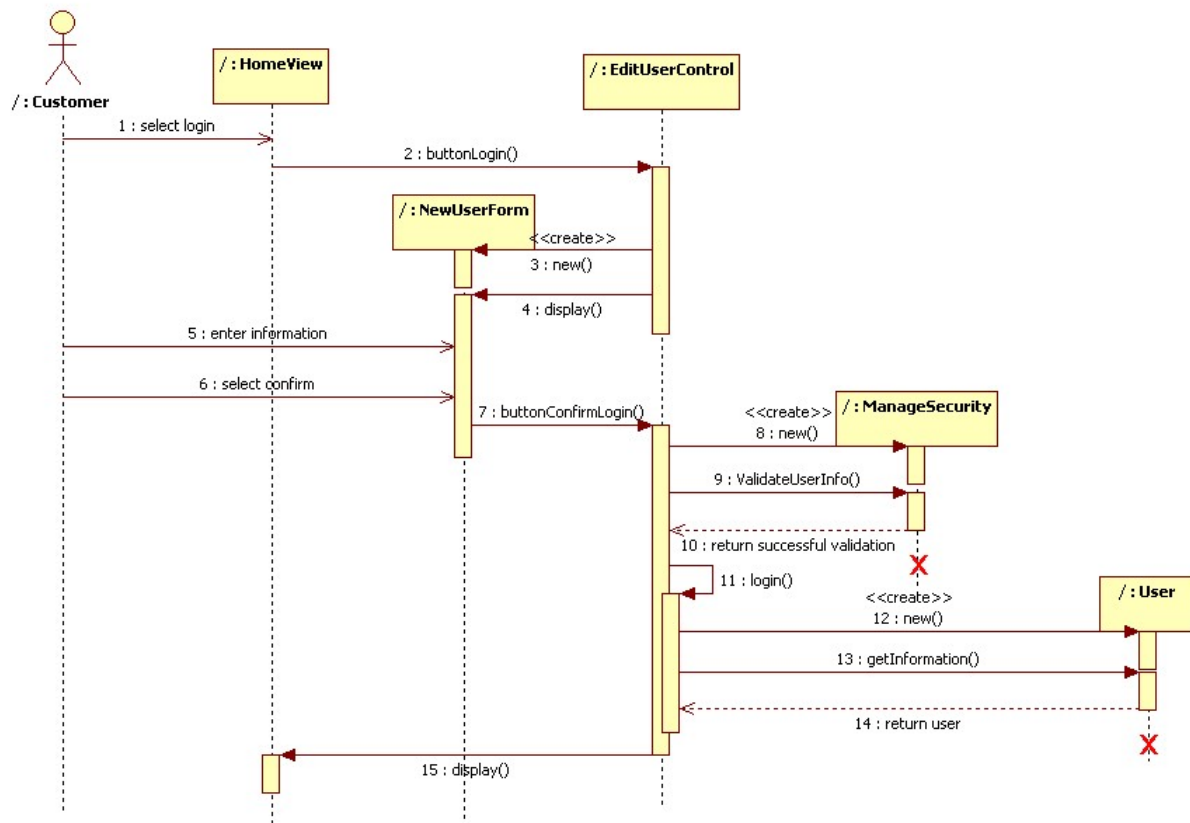 / : HomeView
/ : EditUserControl
/ : Customer
1 : select login
2 : buttonLogin()
/ : NewUserForm
<<create>>
3 : new()
4 : display()
5 : enter information
6 : select confirm
7 : buttonConfirmLogin()
<<create>>
/ : ManageSecurity
8 : new()
9 : ValidateUserInfo()
10 : return successful validation
11 : login()
<<create>>
/ : User
12 : new()
13 : getInformation()
14 : return user
15 : display()